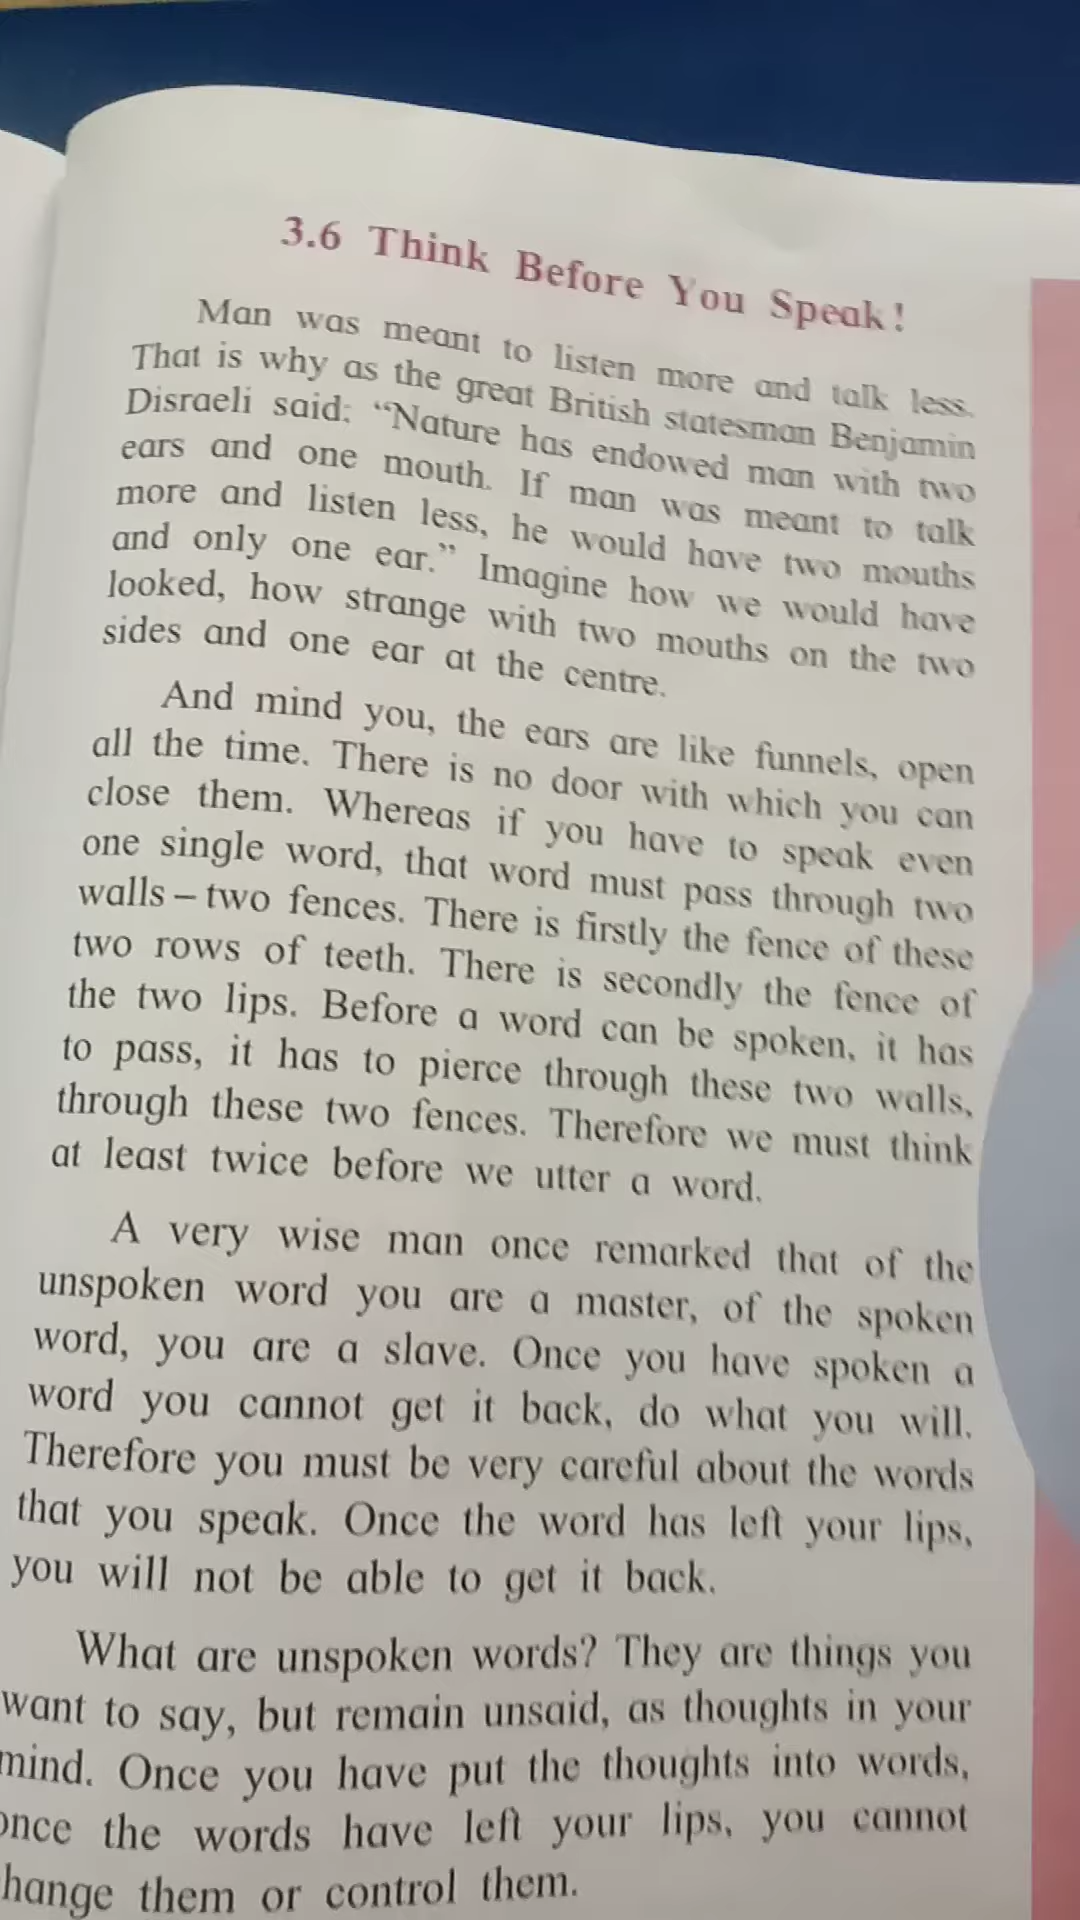 3.6 Think Before You Speak!
Man was meant to listen more and talk less.
That is why as the great British statesman Benjamin
Disraeli said: “Nature has endowed man with two
ears and one mouth. If man was meant to talk
more and listen less, he would have two mouths
and only one ear.” Imagine how we would have
looked, how strange with two mouths on the two
sides and one ear at the centre.
And mind you, the ears are like funnels, open
all the time. There is no door with which you can
close them. Whereas if you have to speak even
one single word, that word must pass through two
walls – two fences. There is firstly the fence of these
two rows of teeth. There is secondly the fence of
the two lips. Before a word can be spoken, it has
to pass, it has to pierce through these two walls,
through these two fences. Therefore we must think
at least twice before we utter a word.
A very wise man once remarked that of the
unspoken word you are a master, of the spoken
word, you are a slave. Once you have spoken a
word you cannot get it back, do what you will.
Therefore you must be very careful about the words
that you speak. Once the word has left your lips,
you will not be able to get it back.
What are unspoken words? They are things you
want to say, but remain unsaid, as thoughts in your
mind. Once you have put the thoughts into words,
once the words have left your lips, you cannot
hange them or control them.